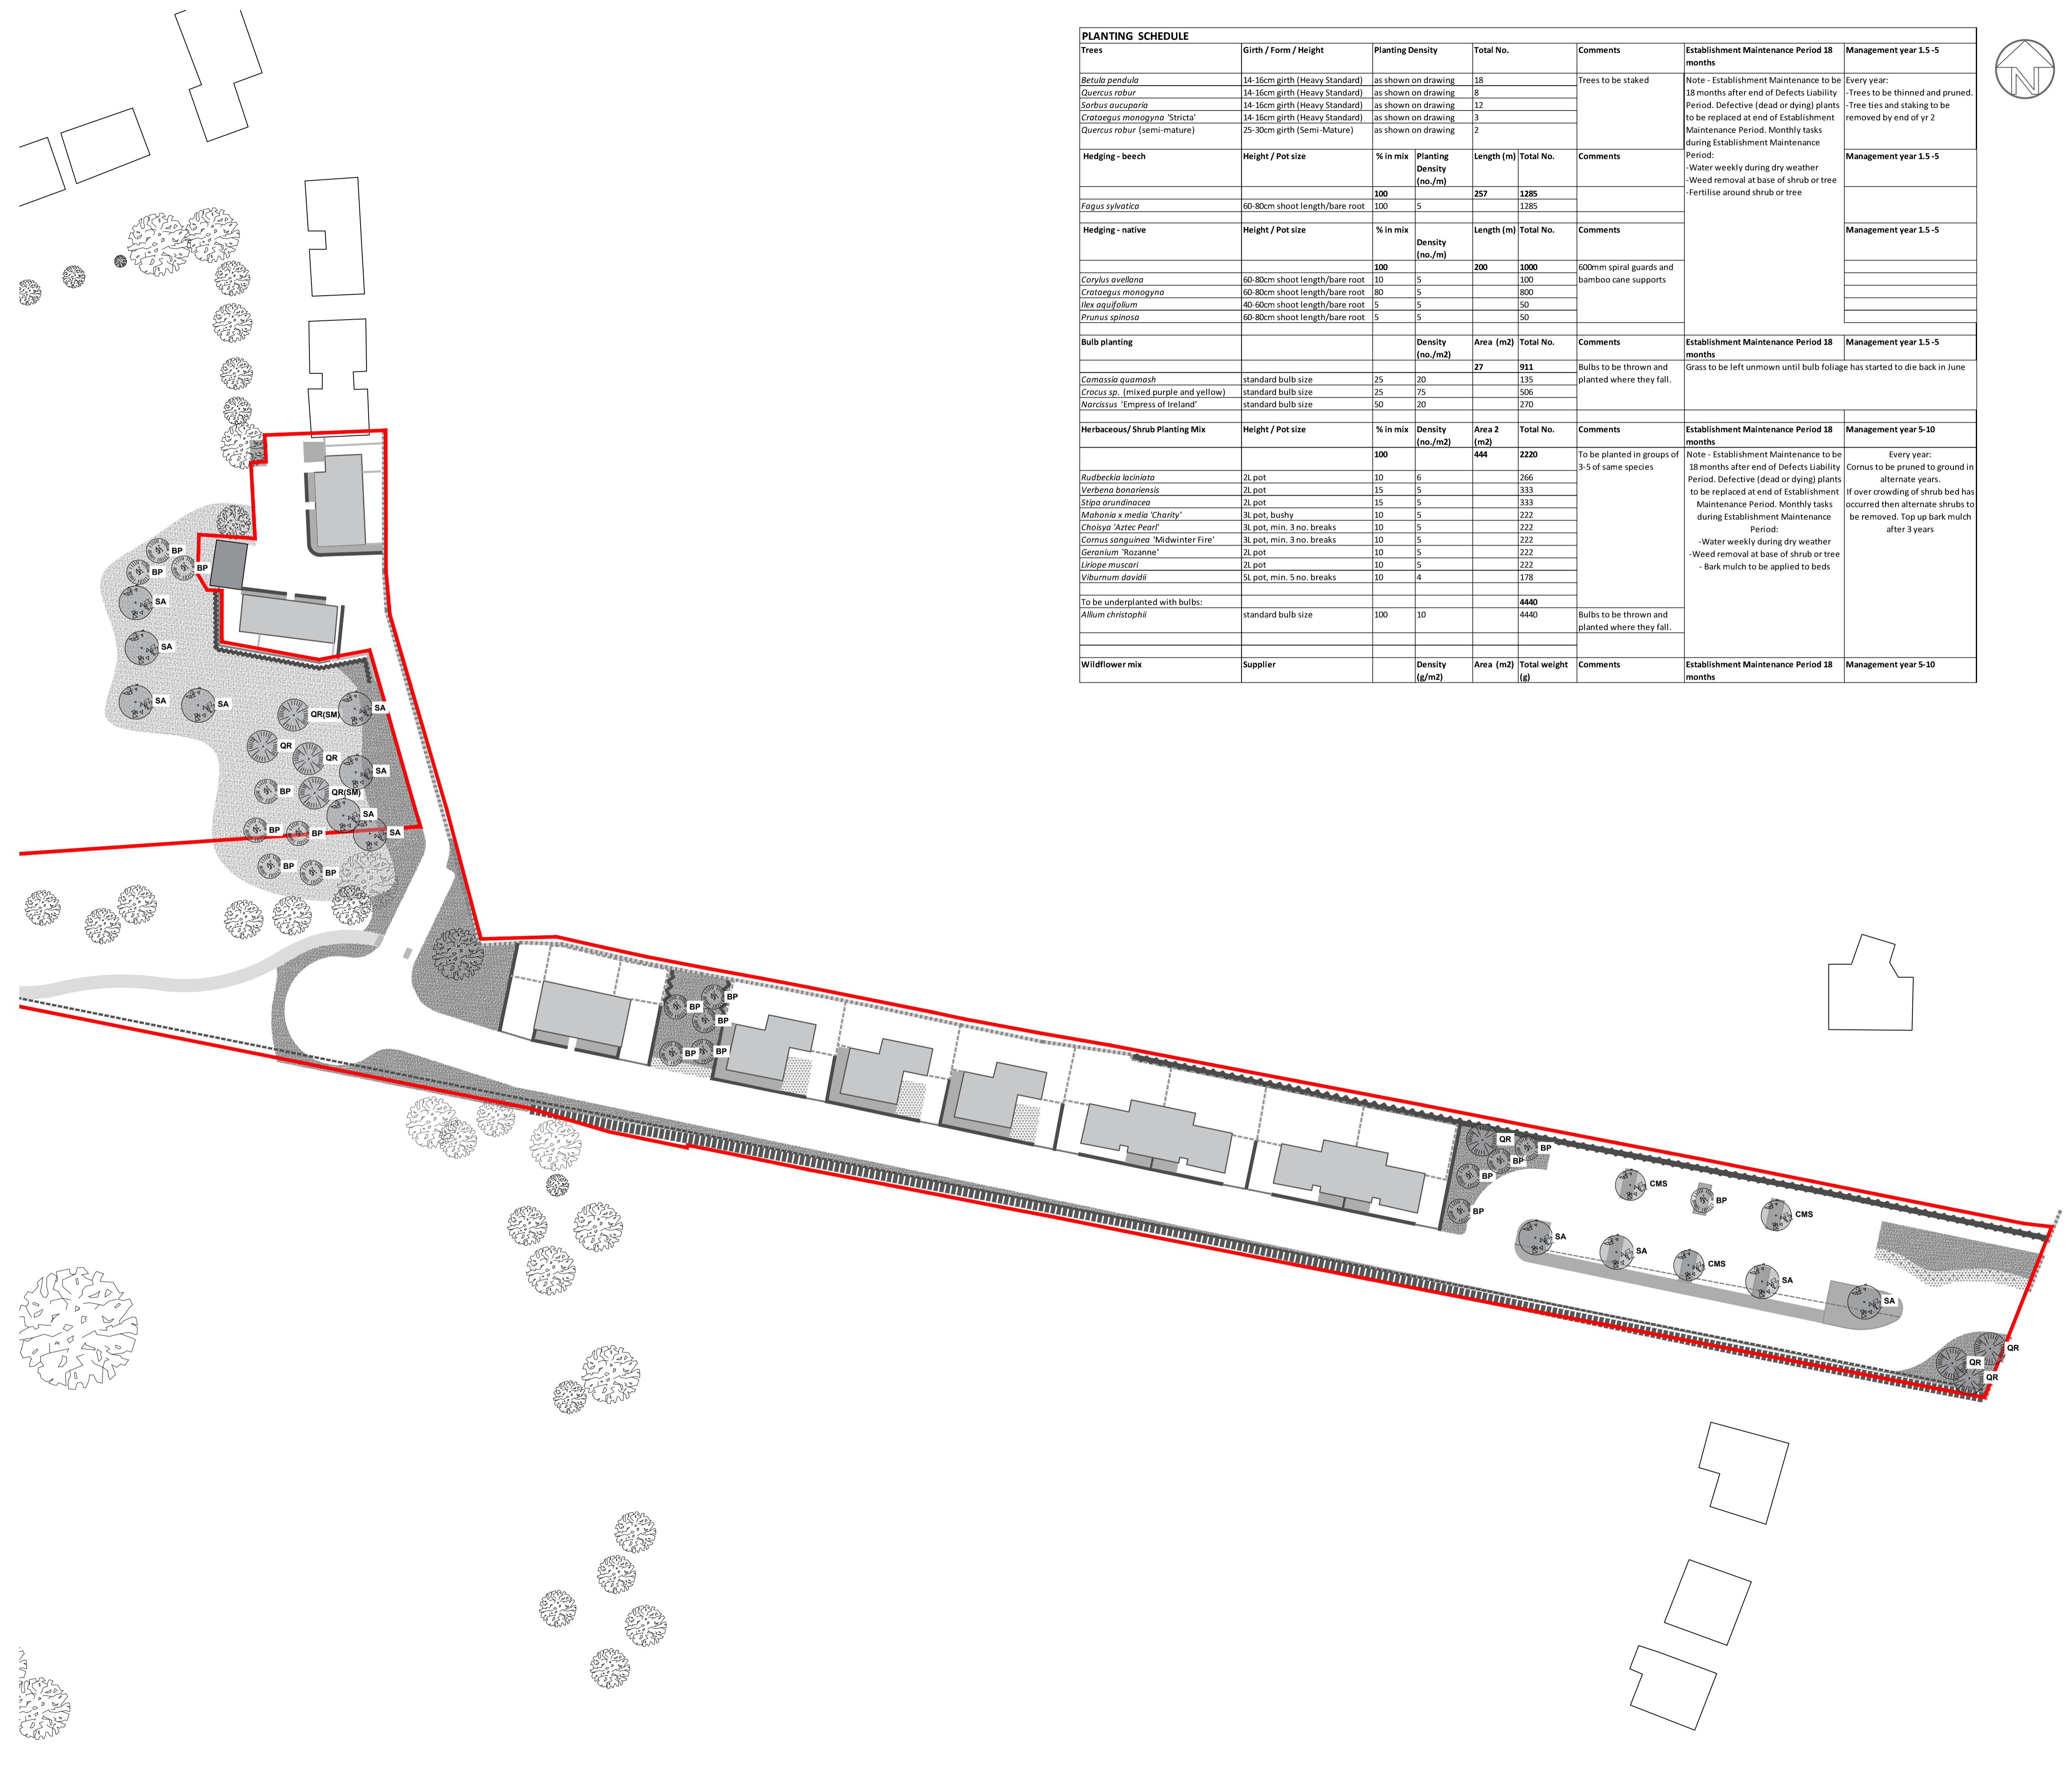 PLANTING SCHEDULE
Trees Girth / Form / Height Planting Density Total No. Comments Establishment Maintenance Period 18 months Management year 1.5 -5
Betula pendula 14-16cm girth (Heavy Standard) as shown on drawing 18 Trees to be staked
Quercus robur 14-16cm girth (Heavy Standard) as shown on drawing 8
Sorbus aucuparia 14-16cm girth (Heavy Standard) as shown on drawing 12
Crataegus monogyna 'Stricta' 14-16cm girth (Heavy Standard) as shown on drawing 3
Quercus robur (semi-mature) 25-30cm girth (Semi-Mature) as shown on drawing 2
Note - Establishment Maintenance to be
18 months after end of Defects Liability
Period. Defective (dead or dying) plants
to be replaced at end of Establishment
Maintenance Period. Monthly tasks
during Establishment Maintenance
Period:
-Water weekly during dry weather
-Weed removal at base of shrub or tree
-Fertilise around shrub or tree
Every year:
-Trees to be thinned and pruned.
-Tree ties and staking to be
removed by end of yr 2
Hedging - beech Height / Pot size % in mix Planting Density (no./m) Length (m) Total No. Comments Management year 1.5 -5
100 257 1285
Fagus sylvatica 60-80cm shoot length/bare root 100 5 1285
Hedging - native Height / Pot size % in mix Density (no./m) Length (m) Total No. Comments Management year 1.5 -5
100 200 1000 600mm spiral guards and
bamboo cane supports
Corylus avellana 60-80cm shoot length/bare root 10 5 100
Crataegus monogyna 60-80cm shoot length/bare root 80 5 800
Ilex aquifolium 40-60cm shoot length/bare root 5 5 50
Prunus spinosa 60-80cm shoot length/bare root 5 5 50
Bulb planting Density (no./m2) Area (m2) Total No. Comments Establishment Maintenance Period 18 months Management year 1.5 -5
27 911 Bulbs to be thrown and
planted where they fall.
Grass to be left unmown until bulb foliage has started to die back in June
Camassia quamash standard bulb size 25 20 135
Crocus sp. (mixed purple and yellow) standard bulb size 25 75 506
Narcissus 'Empress of Ireland' standard bulb size 50 20 270
Herbaceous/ Shrub Planting Mix Height / Pot size % in mix Density (no./m2) Area 2 (m2) Total No. Comments Establishment Maintenance Period 18 months Management year 5-10
100 444 2220 To be planted in groups of
3-5 of same species
Rudbeckia laciniata 2L pot 10 6 266
Verbena bonariensis 2L pot 15 5 333
Stipa arundinacea 2L pot 15 5 333
Mahonia x media 'Charity' 3L pot, bushy 10 5 222
Choisya 'Aztec Pearl' 3L pot, min. 3 no. breaks 10 5 222
Cornus sanguinea 'Midwinter Fire' 3L pot, min. 3 no. breaks 10 5 222
Geranium 'Rozanne' 2L pot 10 5 222
Liriope muscari 2L pot 10 5 222
Viburnum davidii 5L pot, min. 5 no. breaks 10 4 178
Note - Establishment Maintenance to be
18 months after end of Defects Liability
Period. Defective (dead or dying) plants
to be replaced at end of Establishment
Maintenance Period. Monthly tasks
during Establishment Maintenance
Period:
-Water weekly during dry weather
-Weed removal at base of shrub or tree
- Bark mulch to be applied to beds
Every year:
Cornus to be pruned to ground in
alternate years.
If over crowding of shrub bed has
occurred then alternate shrubs to
be removed. Top up bark mulch
after 3 years
To be underplanted with bulbs: 4440
Allium christophii standard bulb size 100 10 4440 Bulbs to be thrown and
planted where they fall.
Wildflower mix Supplier Density (g/m2) Area (m2) Total weight (g) Comments Establishment Maintenance Period 18 months Management year 5-10
N
BP
BP
BP
SA
SA
SA
SA
QR(SM)
SA
QR
QR
SA
BP
QR(SM)
SA
BP
BP
SA
BP
BP
BP
BP
BP
BP
BP
QR
BP
BP
BP
BP
CMS
BP
CMS
SA
SA
CMS
SA
SA
QR
QR
QR